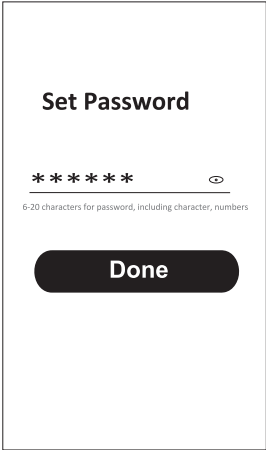 Set Password
******
6-20 characters for password, including character, numbers
Done